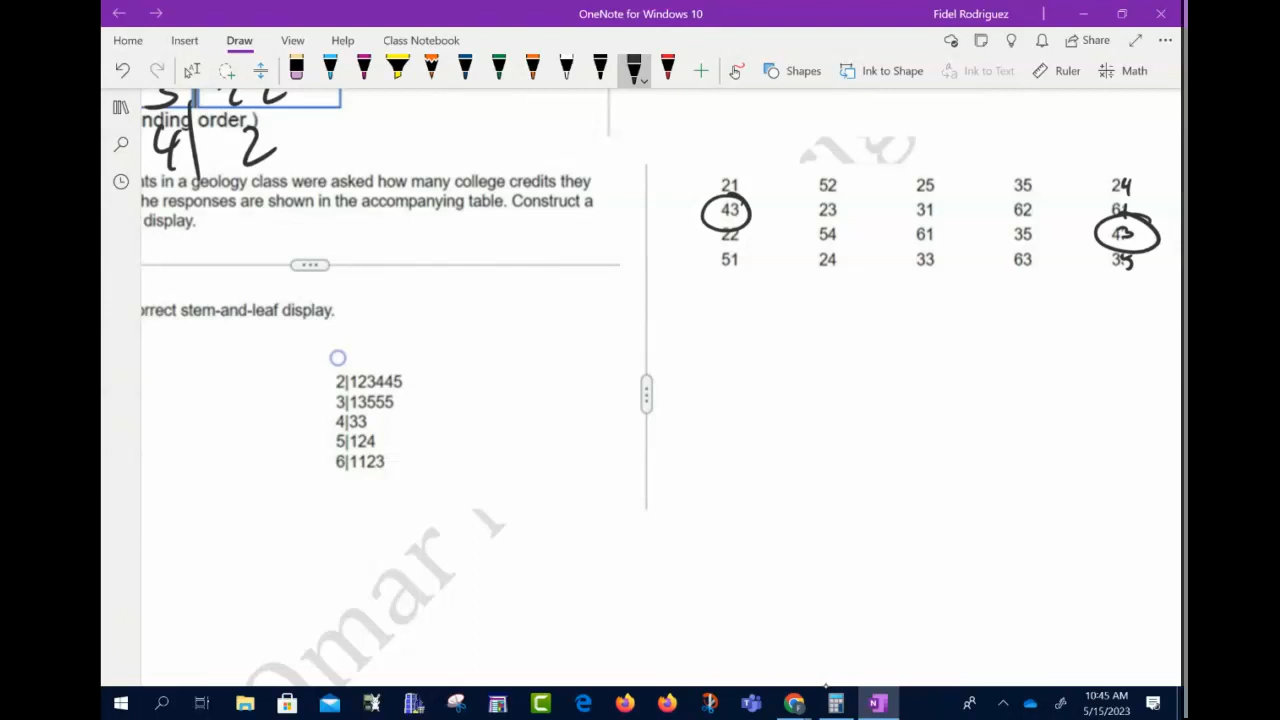 OneNote for Windows 10
Fidel Rodriguez
Home Insert Draw View Help Class Notebook
Share
Shapes Ink to Shape Ink to Text Ruler Math
nding order.)
4| 2
nts in a geology class were asked how many college credits they
he responses are shown in the accompanying table. Construct a
display.
orrect stem-and-leaf display.
2|123445
3|13555
4|33
5|124
6|1123
21 52 25 35 24
43 23 31 62 61
22 54 61 35 43
51 24 33 63 35
Omar
10:45 AM
5/15/2023